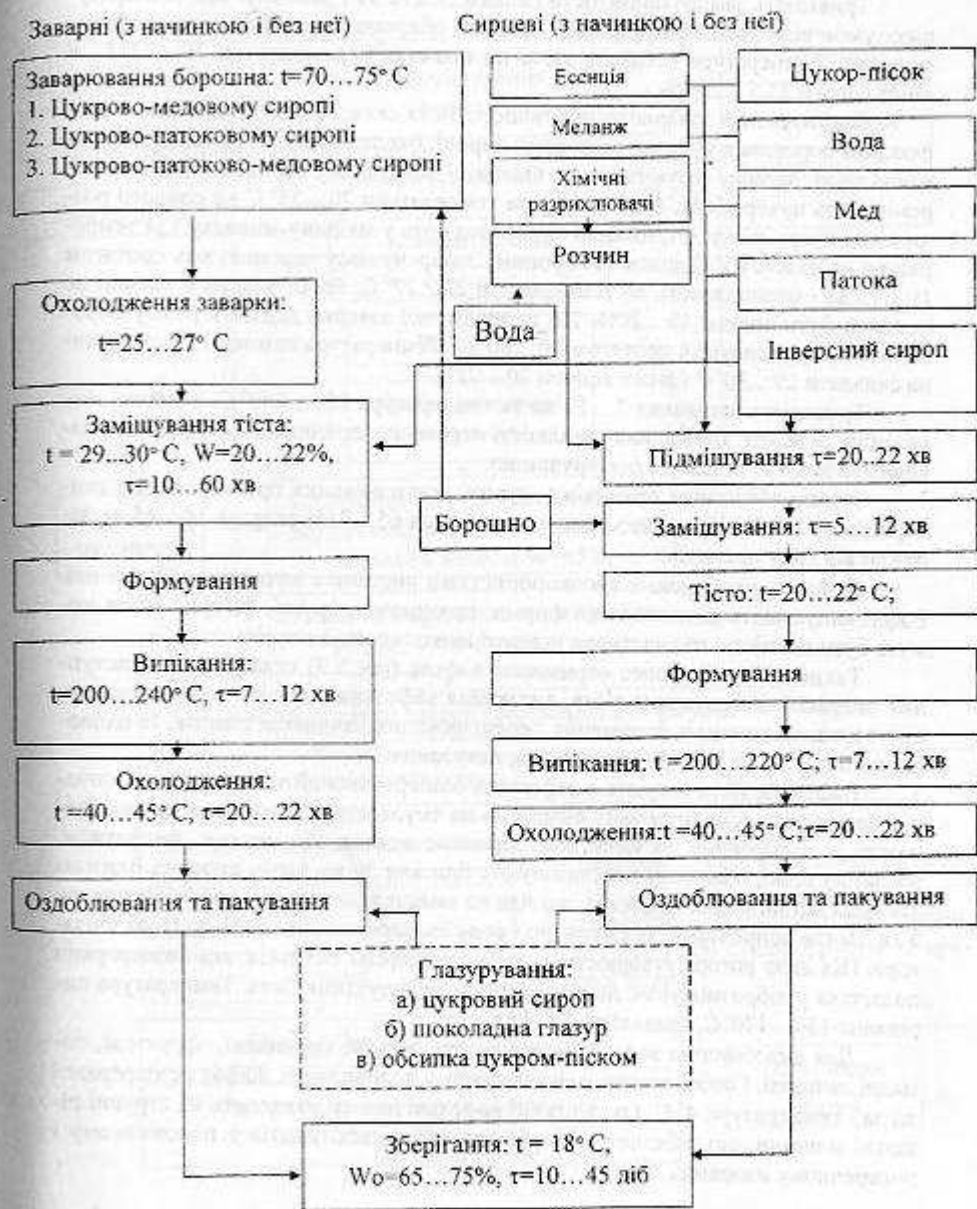 Заварні (з начинкою і без неї)
Сирцеві (з начинкою і без неї)
Заварювання борошна: t=70…75° C
1. Цукрово-медовому сиропі
2. Цукрово-патоковому сиропі
3. Цукрово-патоково-медовому сиропі
Есенція
Меланж
Хімічні
разрихловачі
Розчин
Вода
Цукор-пісок
Вода
Мед
Патока
Інверсний сироп
Охолодження заварки:
t=25…27° C
Замішування тіста:
t = 29...30° C, W=20…22%,
τ=10…60 хв
Підмішування τ=20..22 хв
Борошно
Замішування: τ=5…12 хв
Тісто: t=20…22° C;
Формування
Формування
Випікання:
t=200…240° C, τ=7…12 хв
Випікання: t =200…220° C; τ=7…12 хв
Охолодження:
t =40…45° C, τ=20…22 хв
Охолодження:t =40…45° C;τ=20…22 хв
Оздоблювання та пакування
Оздоблювання та пакування
Глазурування:
а) цукровий сироп
б) шоколадна глазур
в) обсипка цукром-піском
Зберігання: t = 18° C,
Wo=65…75%, τ=10…45 діб